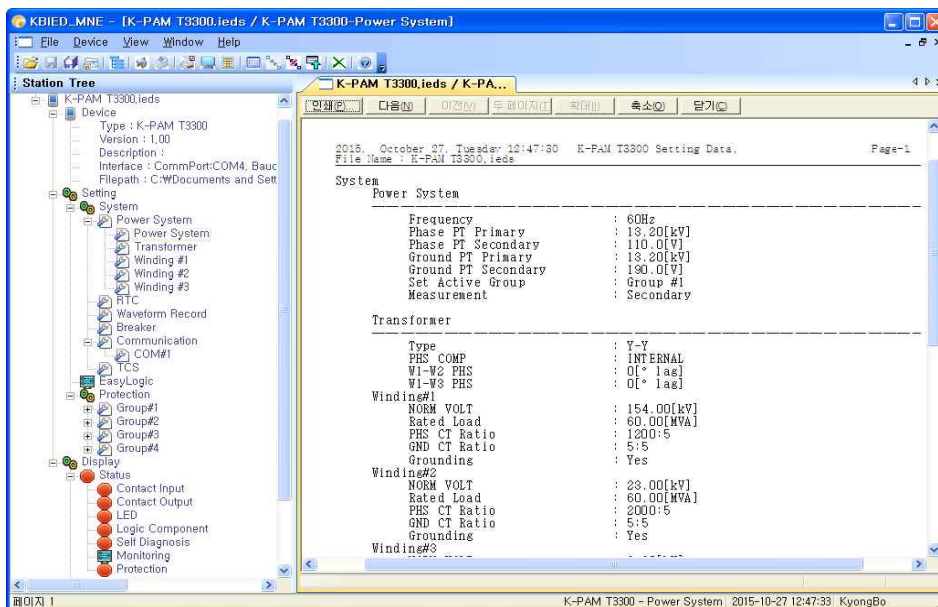 KBIED_MNE - [K-PAM T3300.ieds / K-PAM T3300-Power System]
File Device View Window Help
Station Tree
K-PAM T3300.ieds
Device
Type : K-PAM T3300
Version : 1.00
Description :
Interface : CommPort:COM4, Bauc
Filepath : C:₩Documents and Sett
Setting
System
Power System
Power System
Transformer
Winding #1
Winding #2
Winding #3
RTC
Waveform Record
Breaker
Communication
COM#1
TCS
EasyLogic
Protection
Group#1
Group#2
Group#3
Group#4
Display
Status
Contact Input
Contact Output
LED
Logic Component
Self Diagnosis
Monitoring
Protection
K-PAM T3300.ieds / K-PA...
인쇄(P)... 다음(N) 이전(V) 두 페이지(T) 확대(I) 축소(O) 닫기(C)
2015. October 27. Tuesday 12:47:30 K-PAM T3300 Setting Data. Page-1
File Name : K-PAM T3300.ieds
System
Power System
Frequency : 60Hz
Phase PT Primary : 13.20[kV]
Phase PT Secondary : 110.0[V]
Ground PT Primary : 13.20[kV]
Ground PT Secondary : 190.0[V]
Set Active Group : Group #1
Measurement : Secondary
Transformer
Type : Y-Y
PHS COMP : INTERNAL
W1-W2 PHS : 0[° lag]
W1-W3 PHS : 0[° lag]
Winding#1
NORM VOLT : 154.00[kV]
Rated Load : 60.00[MVA]
PHS CT Ratio : 1200:5
GND CT Ratio : 5:5
Grounding : Yes
Winding#2
NORM VOLT : 23.00[kV]
Rated Load : 60.00[MVA]
PHS CT Ratio : 2000:5
GND CT Ratio : 5:5
Grounding : Yes
Winding#3
페이지 1
K-PAM T3300 - Power System 2015-10-27 12:47:33 KyongBo